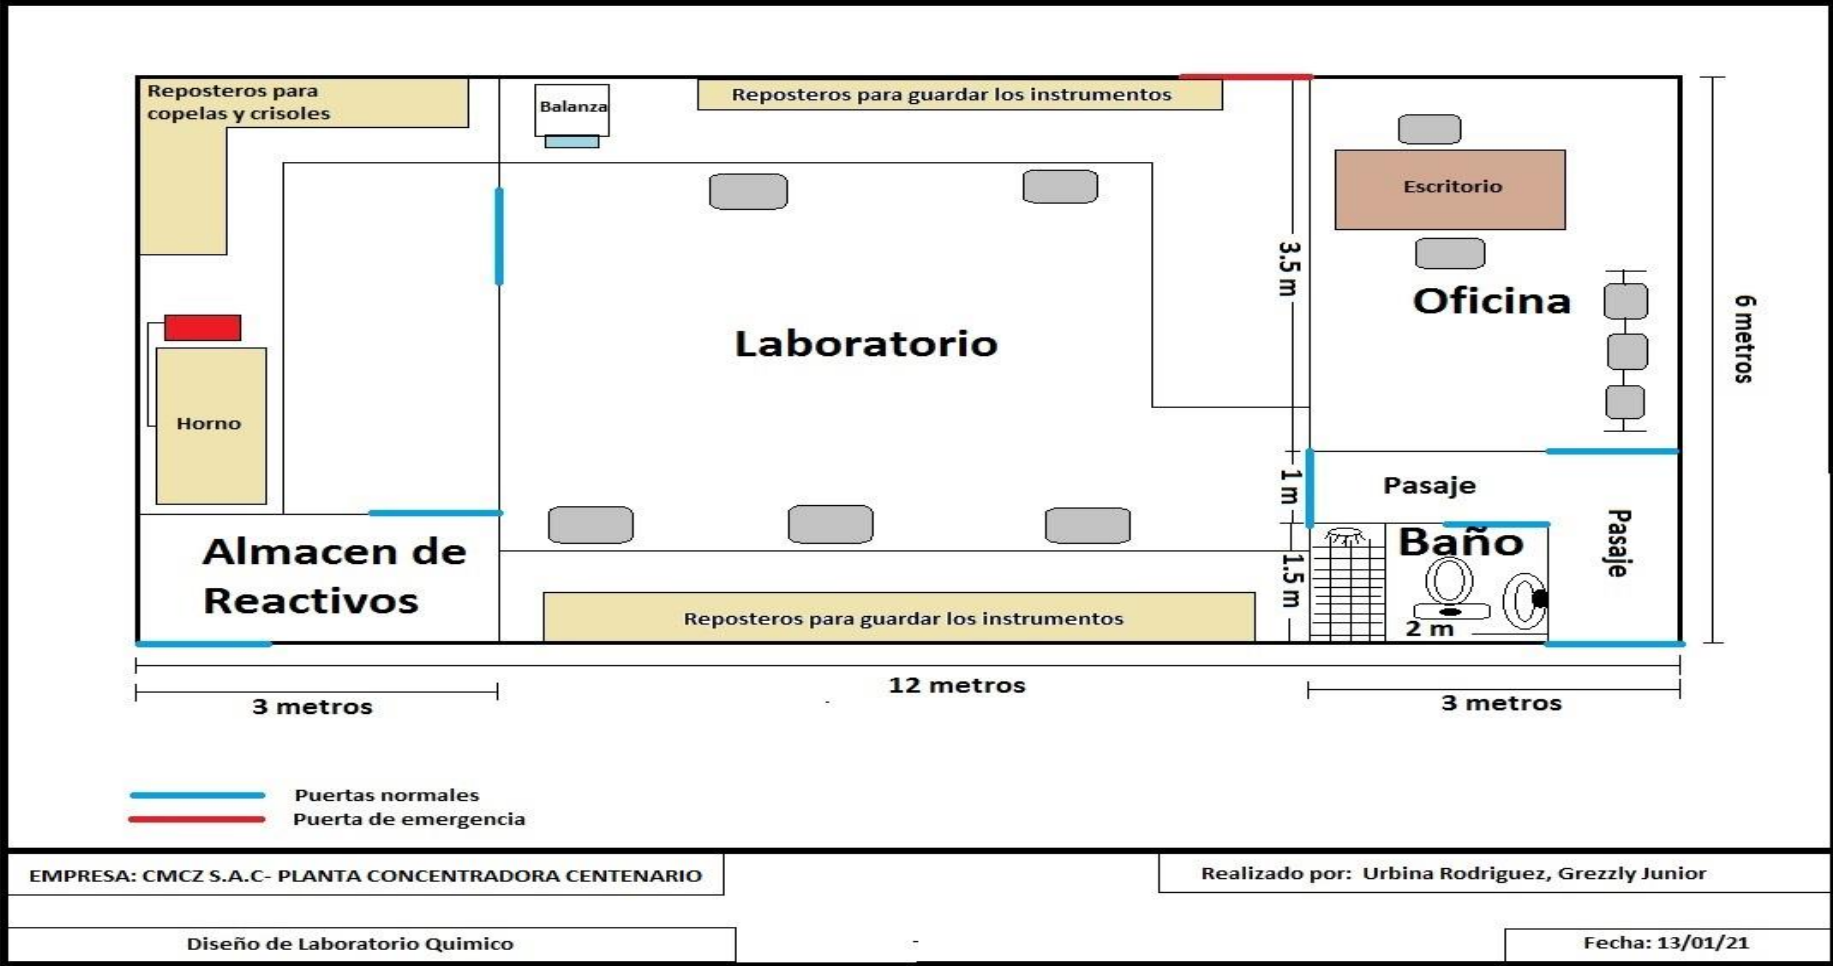 Reposteros para
copelas y crisoles
Balanza
Reposteros para guardar los instrumentos
Escritorio
3.5 m
Oficina
6 metros
Laboratorio
Horno
1 m
Pasaje
Pasaje
Almacen de
Reactivos
Baño
1.5 m
Reposteros para guardar los instrumentos
2 m
12 metros
3 metros
3 metros
Puertas normales
Puerta de emergencia
EMPRESA: CMCZ S.A.C- PLANTA CONCENTRADORA CENTENARIO
Realizado por: Urbina Rodriguez, Grezzly Junior
Diseño de Laboratorio Quimico
Fecha: 13/01/21